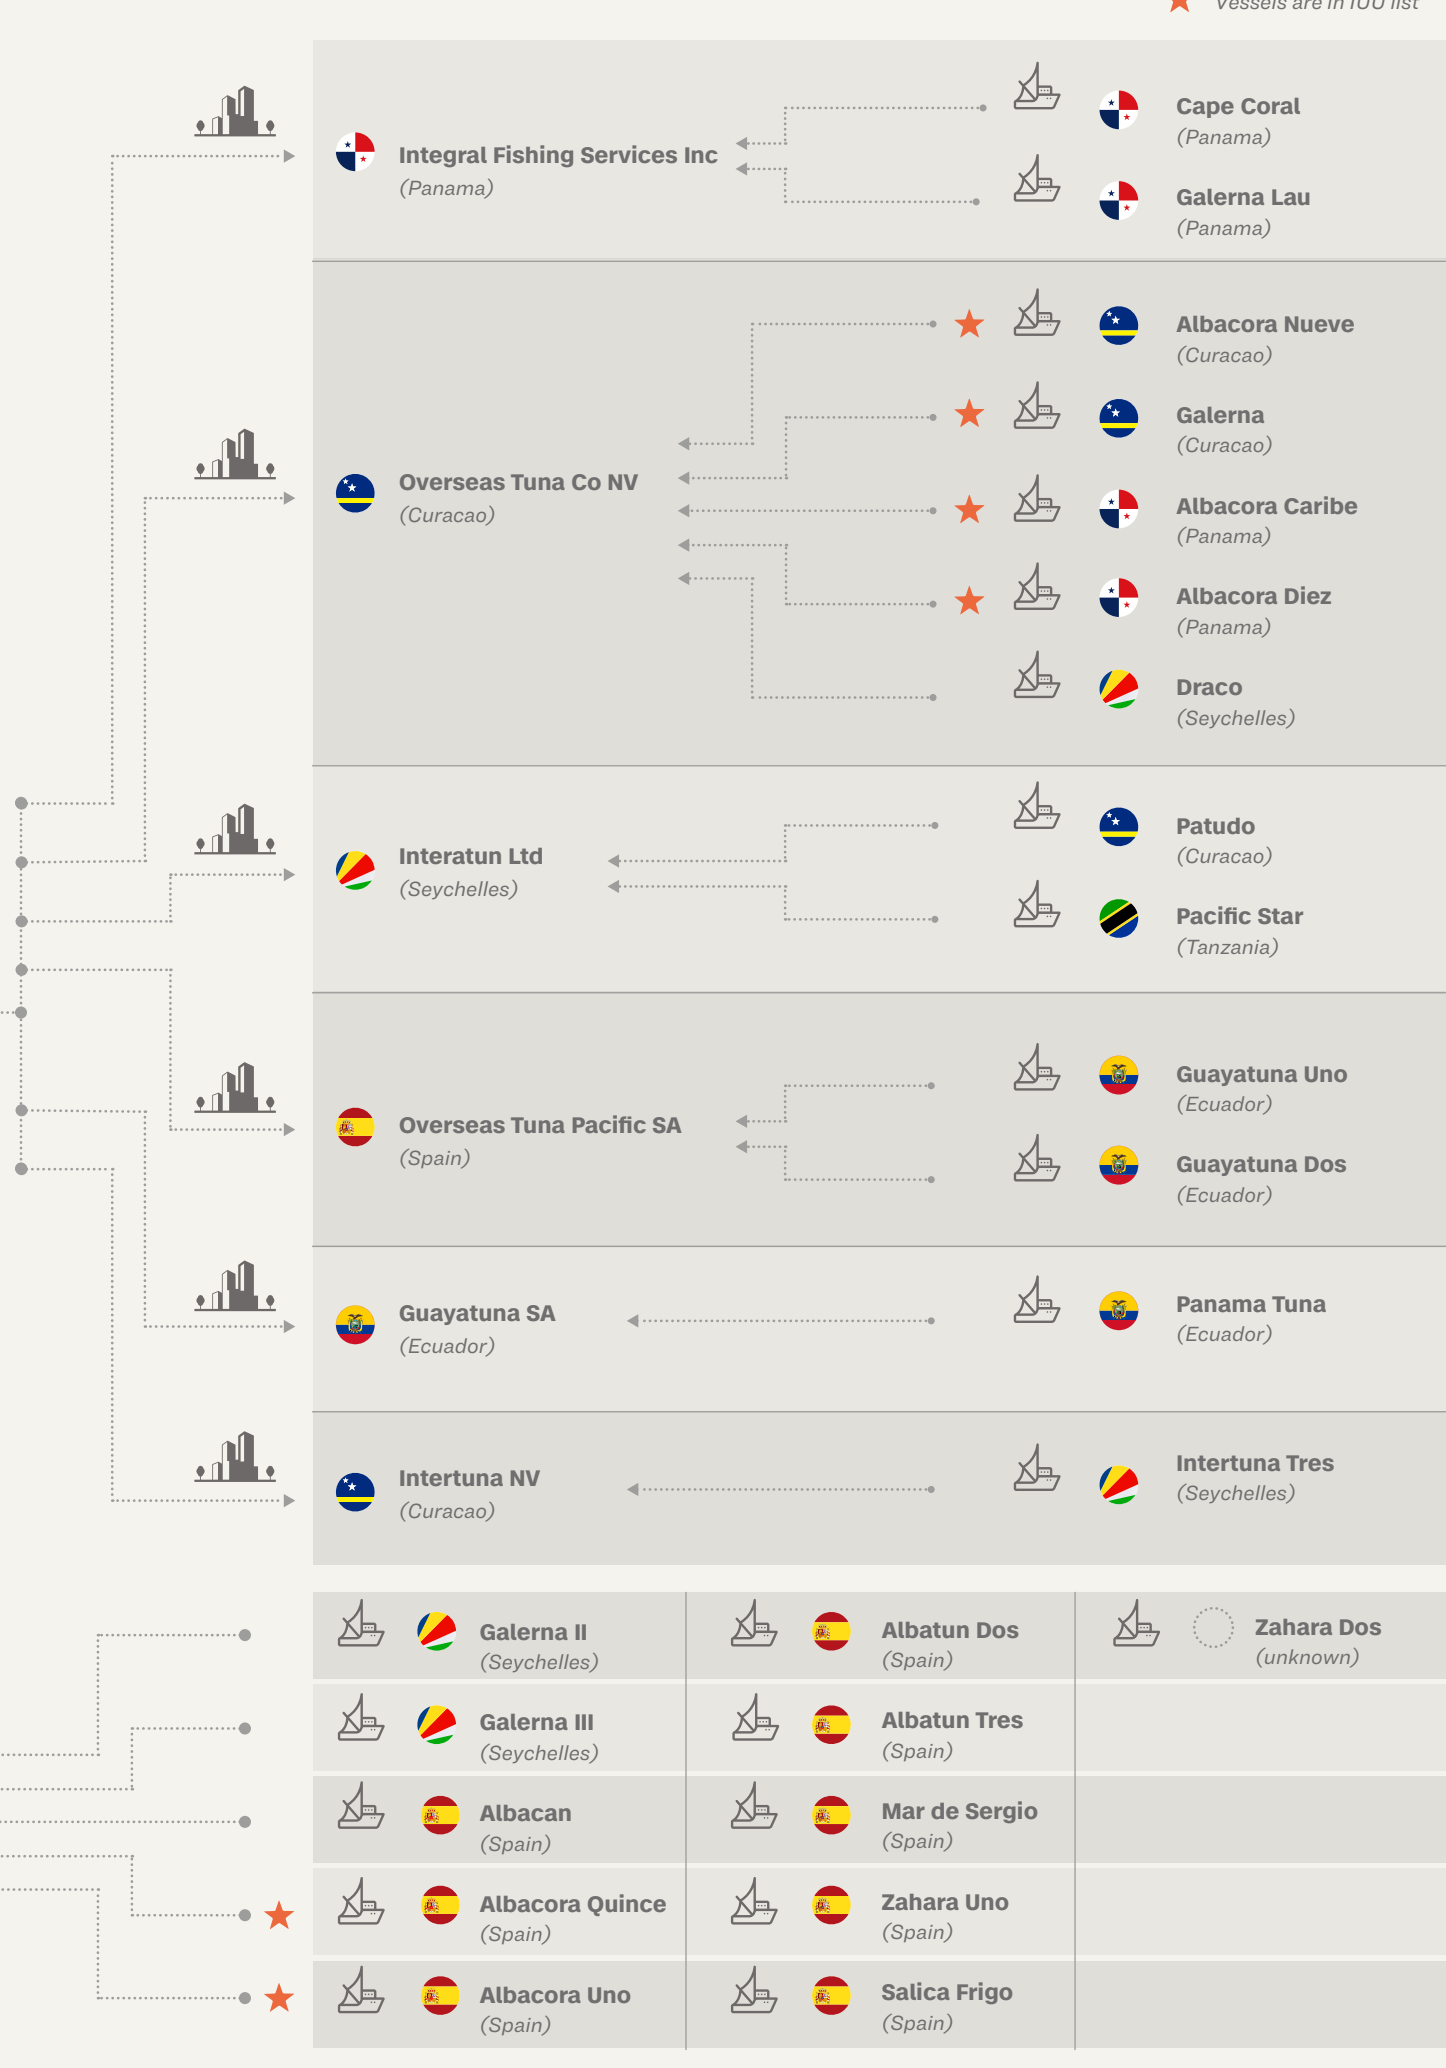 Vessels are in IUU list
Cape Coral
(Panama)
Integral Fishing Services Inc
(Panama)
Galerna Lau
(Panama)
Albacora Nueve
(Curacao)
Galerna
(Curacao)
Overseas Tuna Co NV
(Curacao)
Albacora Caribe
(Panama)
Albacora Diez
(Panama)
Draco
(Seychelles)
Patudo
(Curacao)
Interatun Ltd
(Seychelles)
Pacific Star
(Tanzania)
Guayatuna Uno
(Ecuador)
Overseas Tuna Pacific SA
(Spain)
Guayatuna Dos
(Ecuador)
Guayatuna SA
(Ecuador)
Panama Tuna
(Ecuador)
Intertuna NV
(Curacao)
Intertuna Tres
(Seychelles)
Galerna II
(Seychelles)
Albatun Dos
(Spain)
Zahara Dos
(unknown)
Galerna III
(Seychelles)
Albatun Tres
(Spain)
Albacan
(Spain)
Mar de Sergio
(Spain)
Albacora Quince
(Spain)
Zahara Uno
(Spain)
Albacora Uno
(Spain)
Salica Frigo
(Spain)